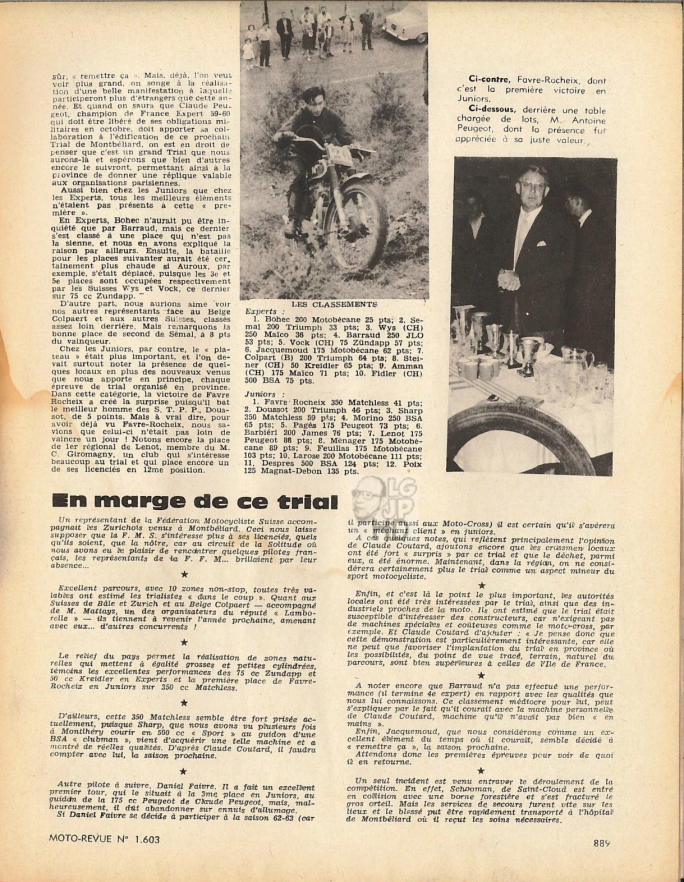 sûr, « remettre ça ». Mais, déjà, l'on veut
voir plus grand, on songe à la réalisa-
tion d'une belle manifestation à laquelle
participeront plus d'étrangers que cette an-
née. Et quand on saura que Claude Peu-
geot, champion de France Expert 59-60
qui doit être libéré de ses obligations mi-
litaires en octobre, doit apporter sa col-
laboration à l'édification de ce prochain
Trial de Montbéliard, on est en droit de
penser que c'est un grand Trial que nous
aurons-là et espérons que bien d'autres
encore le suivront, permettant ainsi à la
province de donner une réplique valable
aux organisations parisiennes.
Aussi bien chez les Juniors que chez
les Experts, tous les meilleurs éléments
n'étaient pas présents à cette « pre-
mière ».
En Experts, Bohec n'aurait pu être in-
quiété que par Barraud, mais ce dernier
s'est classé à une place qui n'est pas
la sienne, et nous en avons expliqué la
raison par ailleurs. Ensuite, la bataille
pour les places suivantes aurait été cer-
tainement plus chaude si Auroux, par
exemple, s'était déplacé, puisque les 3e et
5e places sont occupées respectivement
par les Suisses Wys et Vock, ce dernier
sur 75 cc Zundapp.
D'autre part, nous aurions aimé voir
nos autres représentants face au Belge
Colpaert et aux autres Suisses, classés
assez loin derrière. Mais remarquons la
bonne place de second de Sémal, à 8 pts
du vainqueur.
Chez les Juniors, par contre, le « pla-
teau » était plus important, et l'on de-
vait surtout noter la présence de quel-
ques locaux en plus des nouveaux venus
que nous apporte en principe, chaque
épreuve de trial organisé en province.
Dans cette catégorie, la victoire de Favre
Rocheix a créé la surprise puisqu'il bat
le meilleur homme des S. T. P. P., Dous-
sot, de 5 points. Mais à vrai dire, pour
avoir déjà vu Favre-Rocheix, nous sa-
vions que celui-ci n'était pas loin de
vaincre un jour ! Notons encore la place
de 1er régional de Lenot, membre du M.
C. Giromagny, un club qui s'intéresse
beaucoup au trial et qui place encore un
de ses licenciés en 12me position.
LES CLASSEMENTS
Experts :
1. Bohec 200 Motobécane 25 pts; 2. Sé-
mal 200 Triumph 33 pts; 3. Wys (CH)
250 Maïco 36 pts; 4. Barraud 250 JLO
53 pts; 5. Vock (CH) 75 Zündapp 57 pts;
6. Jacquemoud 175 Motobécane 62 pts; 7.
Colpart (B) 200 Triumph 64 pts; 8. Stei-
ner (CH) 50 Kreidler 65 pts; 9. Amman
(CH) 175 Maico 71 pts; 10. Fidler (CH)
500 BSA 75 pts.
Juniors :
1. Favre Rocheix 350 Matchless 41 pts;
2. Doussot 200 Triumph 46 pts; 3. Sharp
350 Matchless 59 pts; 4. Morino 250 BSA
65 pts; 5. Pagès 175 Peugeot 73 pts; 6.
Barbiéri 200 James 76 pts; 7. Lenot 175
Peugeot 88 pts; 8. Ménager 175 Motobé-
cane 89 pts; 9. Feuillas 175 Motobécane
103 pts; 10. Larose 200 Motobécane 111 pts;
11. Despres 500 BSA 124 pts; 12. Poix
125 Magnat-Debon 135 pts.
Ci-contre, Favre-Rocheix, dont
c'est la première victoire en
Juniors.
Ci-dessous, derrière une table
chargée de lots, M. Antoine
Peugeot, dont la présence fut
appréciée à sa juste valeur.
En marge de ce trial
Un représentant de la Fédération Motocycliste Suisse accom-
pagnait les Zurichois venus à Montbéliard. Ceci nous laisse
supposer que la F. M. S. s'intéresse plus à ses licenciés, quels
qu'ils soient, que la nôtre, car au circuit de la Solitude où
nous avons eu le plaisir de rencontrer quelques pilotes fran-
çais, les représentants de la F. F. M... brillaient par leur
absence...
★
Excellent parcours, avec 10 zones non-stop, toutes très va-
lables ont estimé les trialistes « dans le coup ». Quant aux
Suisses de Bâle et Zurich et au Belge Colpaert — accompagné
de M. Mattays, un des organisateurs du réputé « Lambo-
relle » — ils tiennent à revenir l'année prochaine, amenant
avec eux... d'autres concurrents !
★
Le relief du pays permet la réalisation de zones natu-
relles qui mettent à égalité grosses et petites cylindrées,
témoins les excellentes performances des 75 cc Zundapp et
50 cc Kreidler en Experts et la première place de Favre-
Rocheix en Juniors sur 350 cc Matchless.
★
D'ailleurs, cette 350 Matchless semble être fort prisée ac-
tuellement, puisque Sharp, que nous avons vu plusieurs fois
à Montlhéry courir en 500 cc « Sport » au guidon d'une
BSA « clubman », vient d'acquérir une telle machine et a
montré de réelles qualités. D'après Claude Coutard, il faudra
compter avec lui, la saison prochaine.
★
Autre pilote à suivre, Daniel Faivre. Il a fait un excellent
premier tour, qui le situait à la 3me place en Juniors, au
guidon de la 175 cc Peugeot de Claude Peugeot, mais, mal-
heureusement, il dut abandonner sur ennuis d'allumage.
Si Daniel Faivre se décide à participer à la saison 62-63 (car
il participe aussi aux Moto-Cross) il est certain qu'il s'avérera
un « méchant client » en juniors.
A ces quelques notes, qui reflètent principalement l'opinion
de Claude Coutard, ajoutons encore que les crossmen locaux
ont été fort « surpris » par ce trial et que le déchet, parmi
eux, a été énorme. Maintenant, dans la région, on ne consi-
dérera certainement plus le trial comme un aspect mineur du
sport motocycliste.
★
Enfin, et c'est là le point le plus important, les autorités
locales ont été très intéressées par le trial, ainsi que des in-
dustriels proches de la moto. Ils ont estimé que le trial était
susceptible d'intéresser des constructeurs, car n'exigeant pas
de machines spéciales et coûteuses comme le moto-cross, par
exemple. Et Claude Coutard d'ajouter : « Je pense donc que
cette démonstration est particulièrement intéressante, car elle
ne peut que favoriser l'implantation du trial en province où
les possibilités, du point de vue tracé, terrain, naturel du
parcours, sont bien supérieures à celles de l'Ile de France.
★
A noter encore que Barraud n'a pas effectué une perfor-
mance (il termine 4e expert) en rapport avec les qualités que
nous lui connaissons. Ce classement médiocre pour lui, peut
s'expliquer par le fait qu'il courait avec la machine personnelle
de Claude Coutard, machine qu'il n'avait pas bien « en
mains ».
Enfin, Jacquemoud, que nous considérons comme un ex-
cellent élément du temps où il courait, semble décidé à
« remettre ça », la saison prochaine.
Attendons donc les premières épreuves pour voir de quoi
il en retourne.
★
Un seul incident est venu entraver le déroulement de la
compétition. En effet, Schooman, de Saint-Cloud est entré
en collision avec une borne forestière et s'est fracturé le
gros orteil. Mais les services de secours furent vite sur les
lieux et le blessé put être rapidement transporté à l'hôpital
de Montbéliard où il reçut les soins nécessaires.
MOTO-REVUE N° 1.603
889